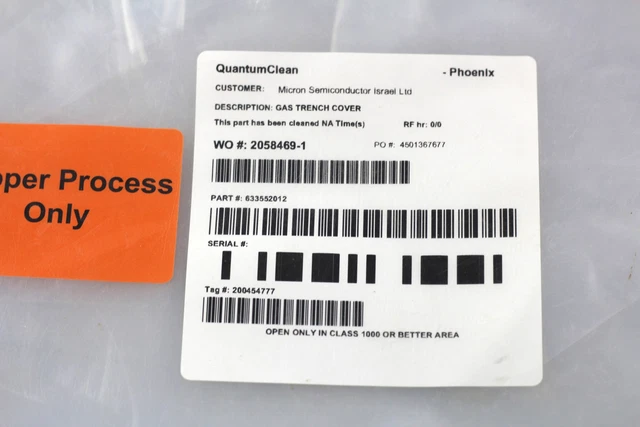 QuantumClean - Phoenix
CUSTOMER: Micron Semiconductor Israel Ltd
DESCRIPTION: GAS TRENCH COVER
This part has been cleaned NA Time(s) RF hr: 0/0
WO #: 2058469-1 PO #: 4501367677
PART #: 633552012
SERIAL #:
Tag #: 200454777
OPEN ONLY IN CLASS 1000 OR BETTER AREA
pper Process
Only